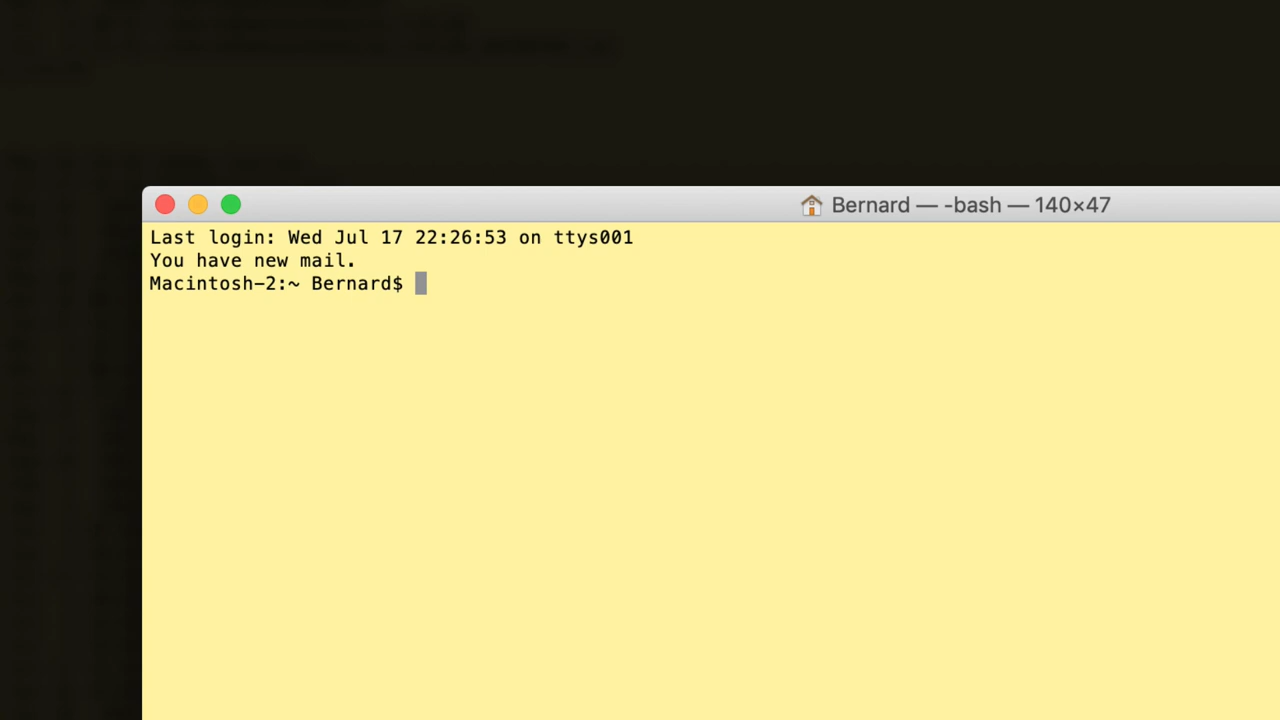 Bernard — -bash — 140×47
Last login: Wed Jul 17 22:26:53 on ttys001
You have new mail.
Macintosh-2:~ Bernard$